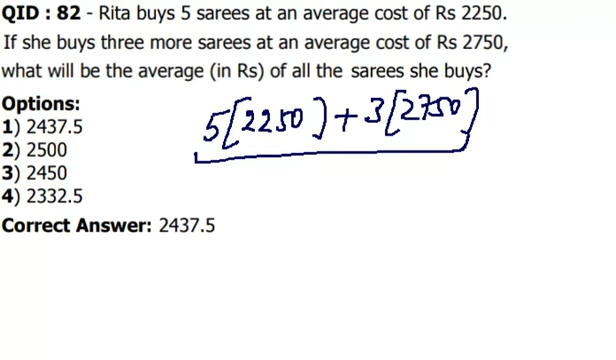 QID : 82 - Rita buys 5 sarees at an average cost of Rs 2250.
If she buys three more sarees at an average cost of Rs 2750,
what will be the average (in Rs) of all the sarees she buys?
Options:
1) 2437.5
5[2250) + 3[2750]
2) 2500
3) 2450
4) 2332.5
Correct Answer: 2437.5